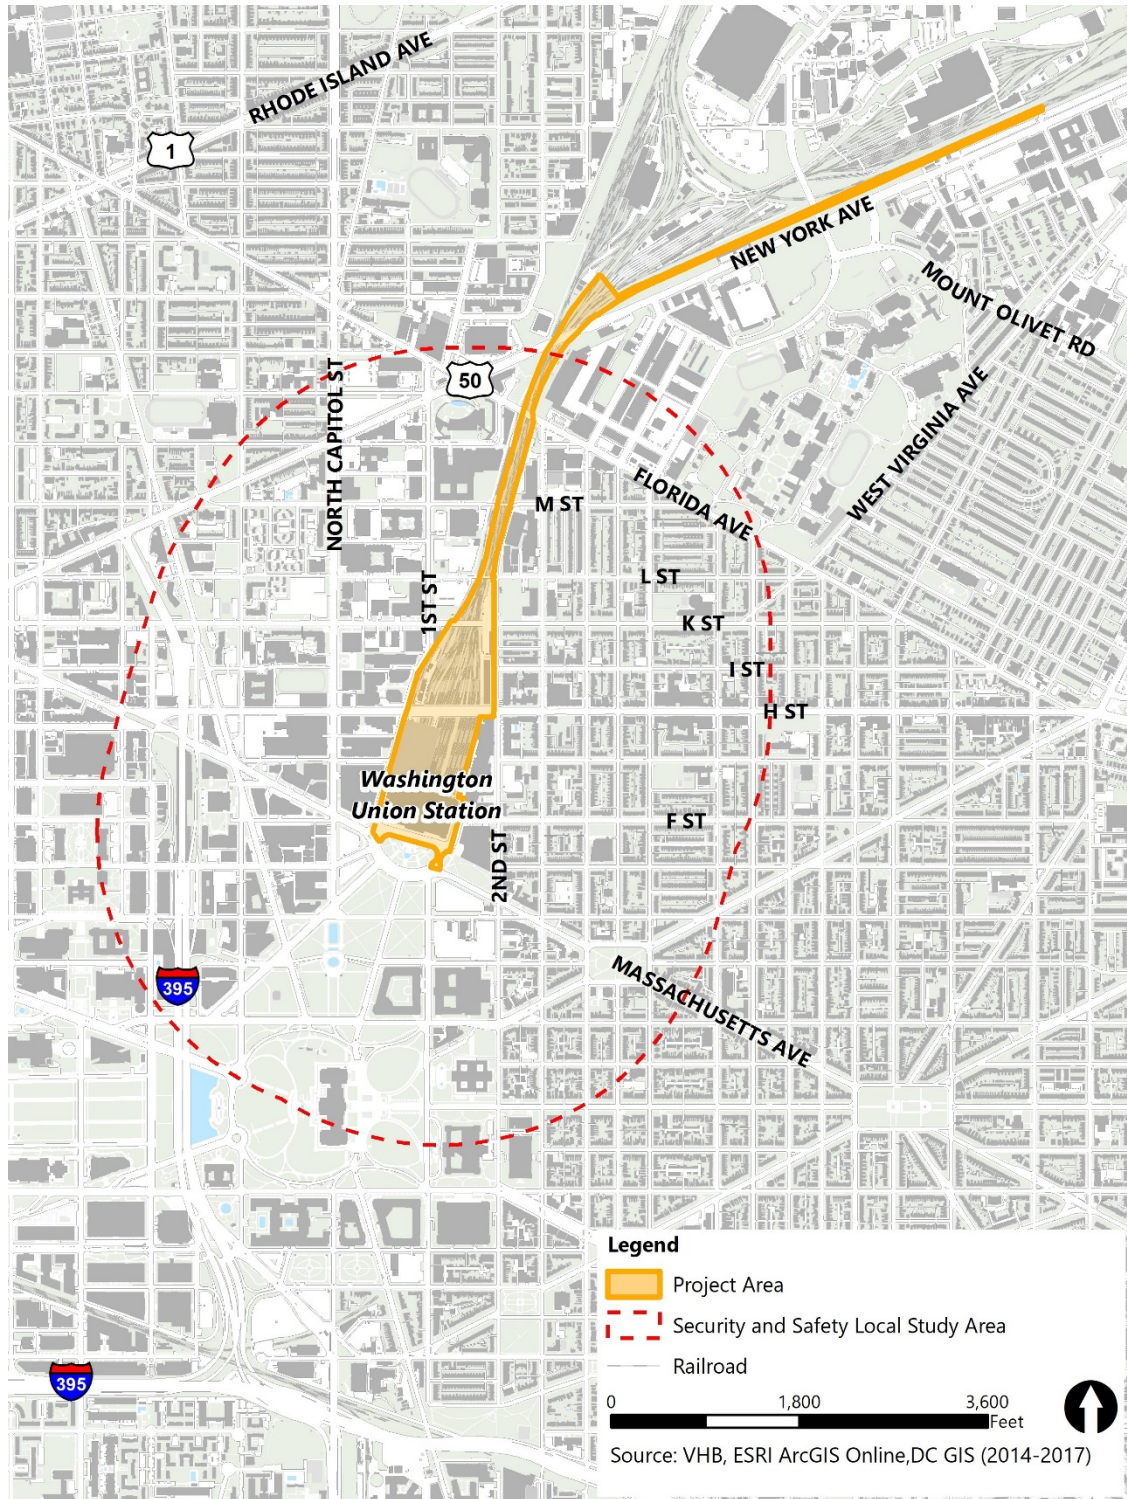 RHODE ISLAND AVE
1
NEW YORK AVE
MOUNT OLIVET RD
50
NORTH CAPITOL ST
WEST VIRGINIA AVE
FLORIDA AVE
M ST
1ST ST
L ST
K ST
I ST
H ST
Washington
Union Station
F ST
2ND ST
MASSACHUSETTS AVE
395
395
Legend
Project Area
Security and Safety Local Study Area
Railroad
0 1,800 3,600
Feet
Source: VHB, ESRI ArcGIS Online,DC GIS (2014-2017)